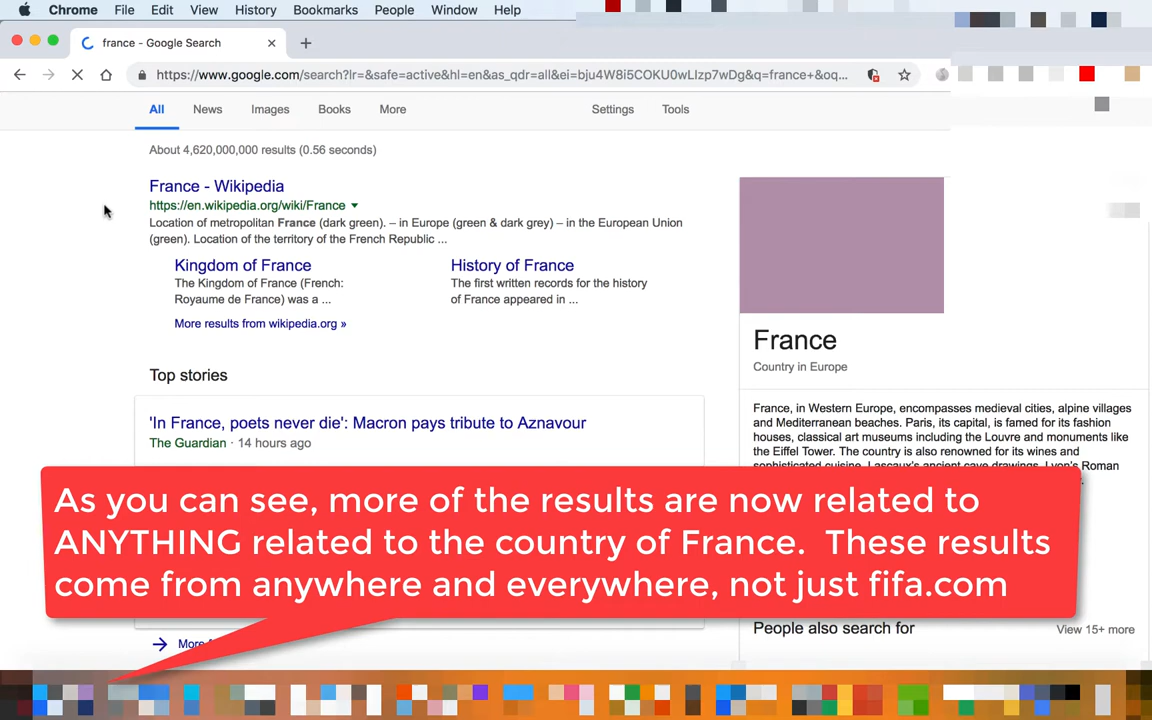 Chrome File Edit View History Bookmarks People Window Help
france - Google Search
https://www.google.com/search?lr=&safe=active&hl=en&as_qdr=all&ei=bju4W8i5COKU0wLIzp7wDg&q=france+&oq...
All News Images Books More Settings Tools
About 4,620,000,000 results (0.56 seconds)
France - Wikipedia
https://en.wikipedia.org/wiki/France
Location of metropolitan France (dark green). – in Europe (green & dark grey) – in the European Union
(green). Location of the territory of the French Republic ...
Kingdom of France
The Kingdom of France (French:
Royaume de France) was a ...
History of France
The first written records for the history
of France appeared in ...
More results from wikipedia.org »
Top stories
'In France, poets never die': Macron pays tribute to Aznavour
The Guardian · 14 hours ago
France
Country in Europe
France, in Western Europe, encompasses medieval cities, alpine villages
and Mediterranean beaches. Paris, its capital, is famed for its fashion
houses, classical art museums including the Louvre and monuments like
the Eiffel Tower. The country is also renowned for its wines and
sophisticated cuisine. Lascaux's ancient cave drawings, Lyon's Roman
As you can see, more of the results are now related to
ANYTHING related to the country of France. These results
come from anywhere and everywhere, not just fifa.com
More
People also search for
View 15+ more